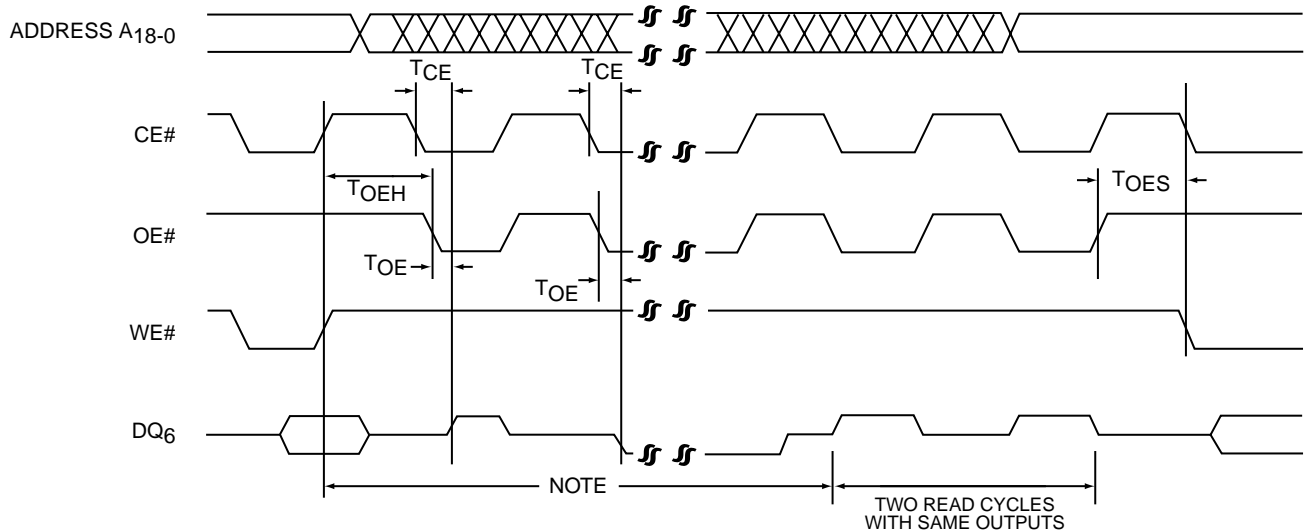 ADDRESS A18-0
TCE
TCE
CE#
TOEH
TOES
OE#
TOE
TOE
WE#
DQ6
NOTE
TWO READ CYCLES
WITH SAME OUTPUTS